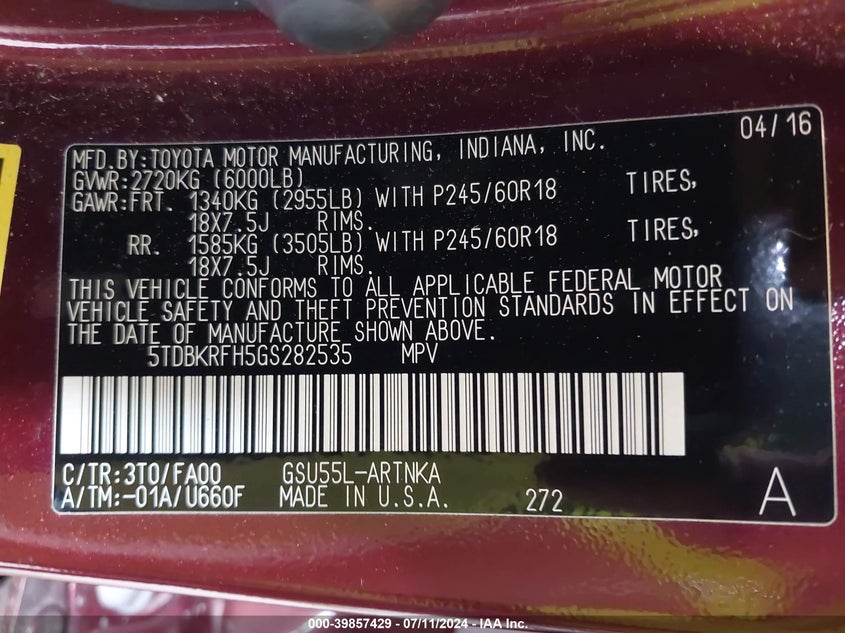 04/16
MFD.BY:TOYOTA MOTOR MANUFACTURING, INDIANA, INC.
GVWR:2720KG (6000LB)
GAWR:FRT. 1340KG (2955LB) WITH P245/60R18 TIRES,
18X7.5J RIMS.
RR. 1585KG (3505LB) WITH P245/60R18 TIRES,
18X7.5J RIMS.
THIS VEHICLE CONFORMS TO ALL APPLICABLE FEDERAL MOTOR
VEHICLE SAFETY AND THEFT PREVENTION STANDARDS IN EFFECT ON
THE DATE OF MANUFACTURE SHOWN ABOVE.
5TDBKRFH5GS282535 MPV
C/TR:3T0/FA00 GSU55L-ARTNKA
A/TM:-01A/U660F MADE IN U.S.A. 272 A
000-39857429 - 07/11/2024 - IAA Inc.